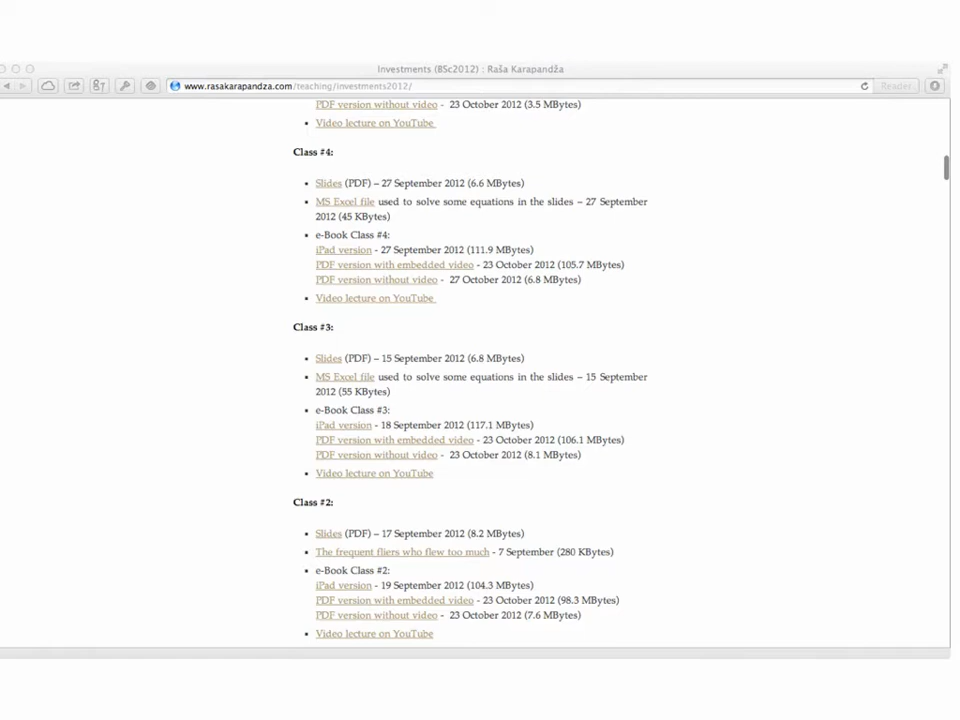 Investments (BSc2012) : Raša Karapandža
www.rasakarapandza.com/teaching/investments2012/
Reader
PDF version without video - 23 October 2012 (3.5 MBytes)
Video lecture on YouTube
Class #4:
Slides (PDF) – 27 September 2012 (6.6 MBytes)
MS Excel file used to solve some equations in the slides – 27 September
2012 (45 KBytes)
e-Book Class #4:
iPad version - 27 September 2012 (111.9 MBytes)
PDF version with embedded video - 23 October 2012 (105.7 MBytes)
PDF version without video - 27 October 2012 (6.8 MBytes)
Video lecture on YouTube
Class #3:
Slides (PDF) – 15 September 2012 (6.8 MBytes)
MS Excel file used to solve some equations in the slides – 15 September
2012 (55 KBytes)
e-Book Class #3:
iPad version - 18 September 2012 (117.1 MBytes)
PDF version with embedded video - 23 October 2012 (106.1 MBytes)
PDF version without video - 23 October 2012 (8.1 MBytes)
Video lecture on YouTube
Class #2:
Slides (PDF) – 17 September 2012 (8.2 MBytes)
The frequent fliers who flew too much - 7 September (280 KBytes)
e-Book Class #2:
iPad version - 19 September 2012 (104.3 MBytes)
PDF version with embedded video - 23 October 2012 (98.3 MBytes)
PDF version without video - 23 October 2012 (7.6 MBytes)
Video lecture on YouTube